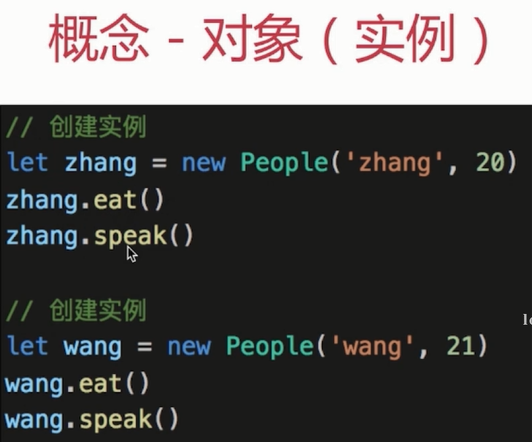 概念 - 对象（实例）
// 创建实例
let zhang = new People('zhang', 20)
zhang.eat()
zhang.speak()
// 创建实例
let wang = new People('wang', 21)
wang.eat()
wang.speak()